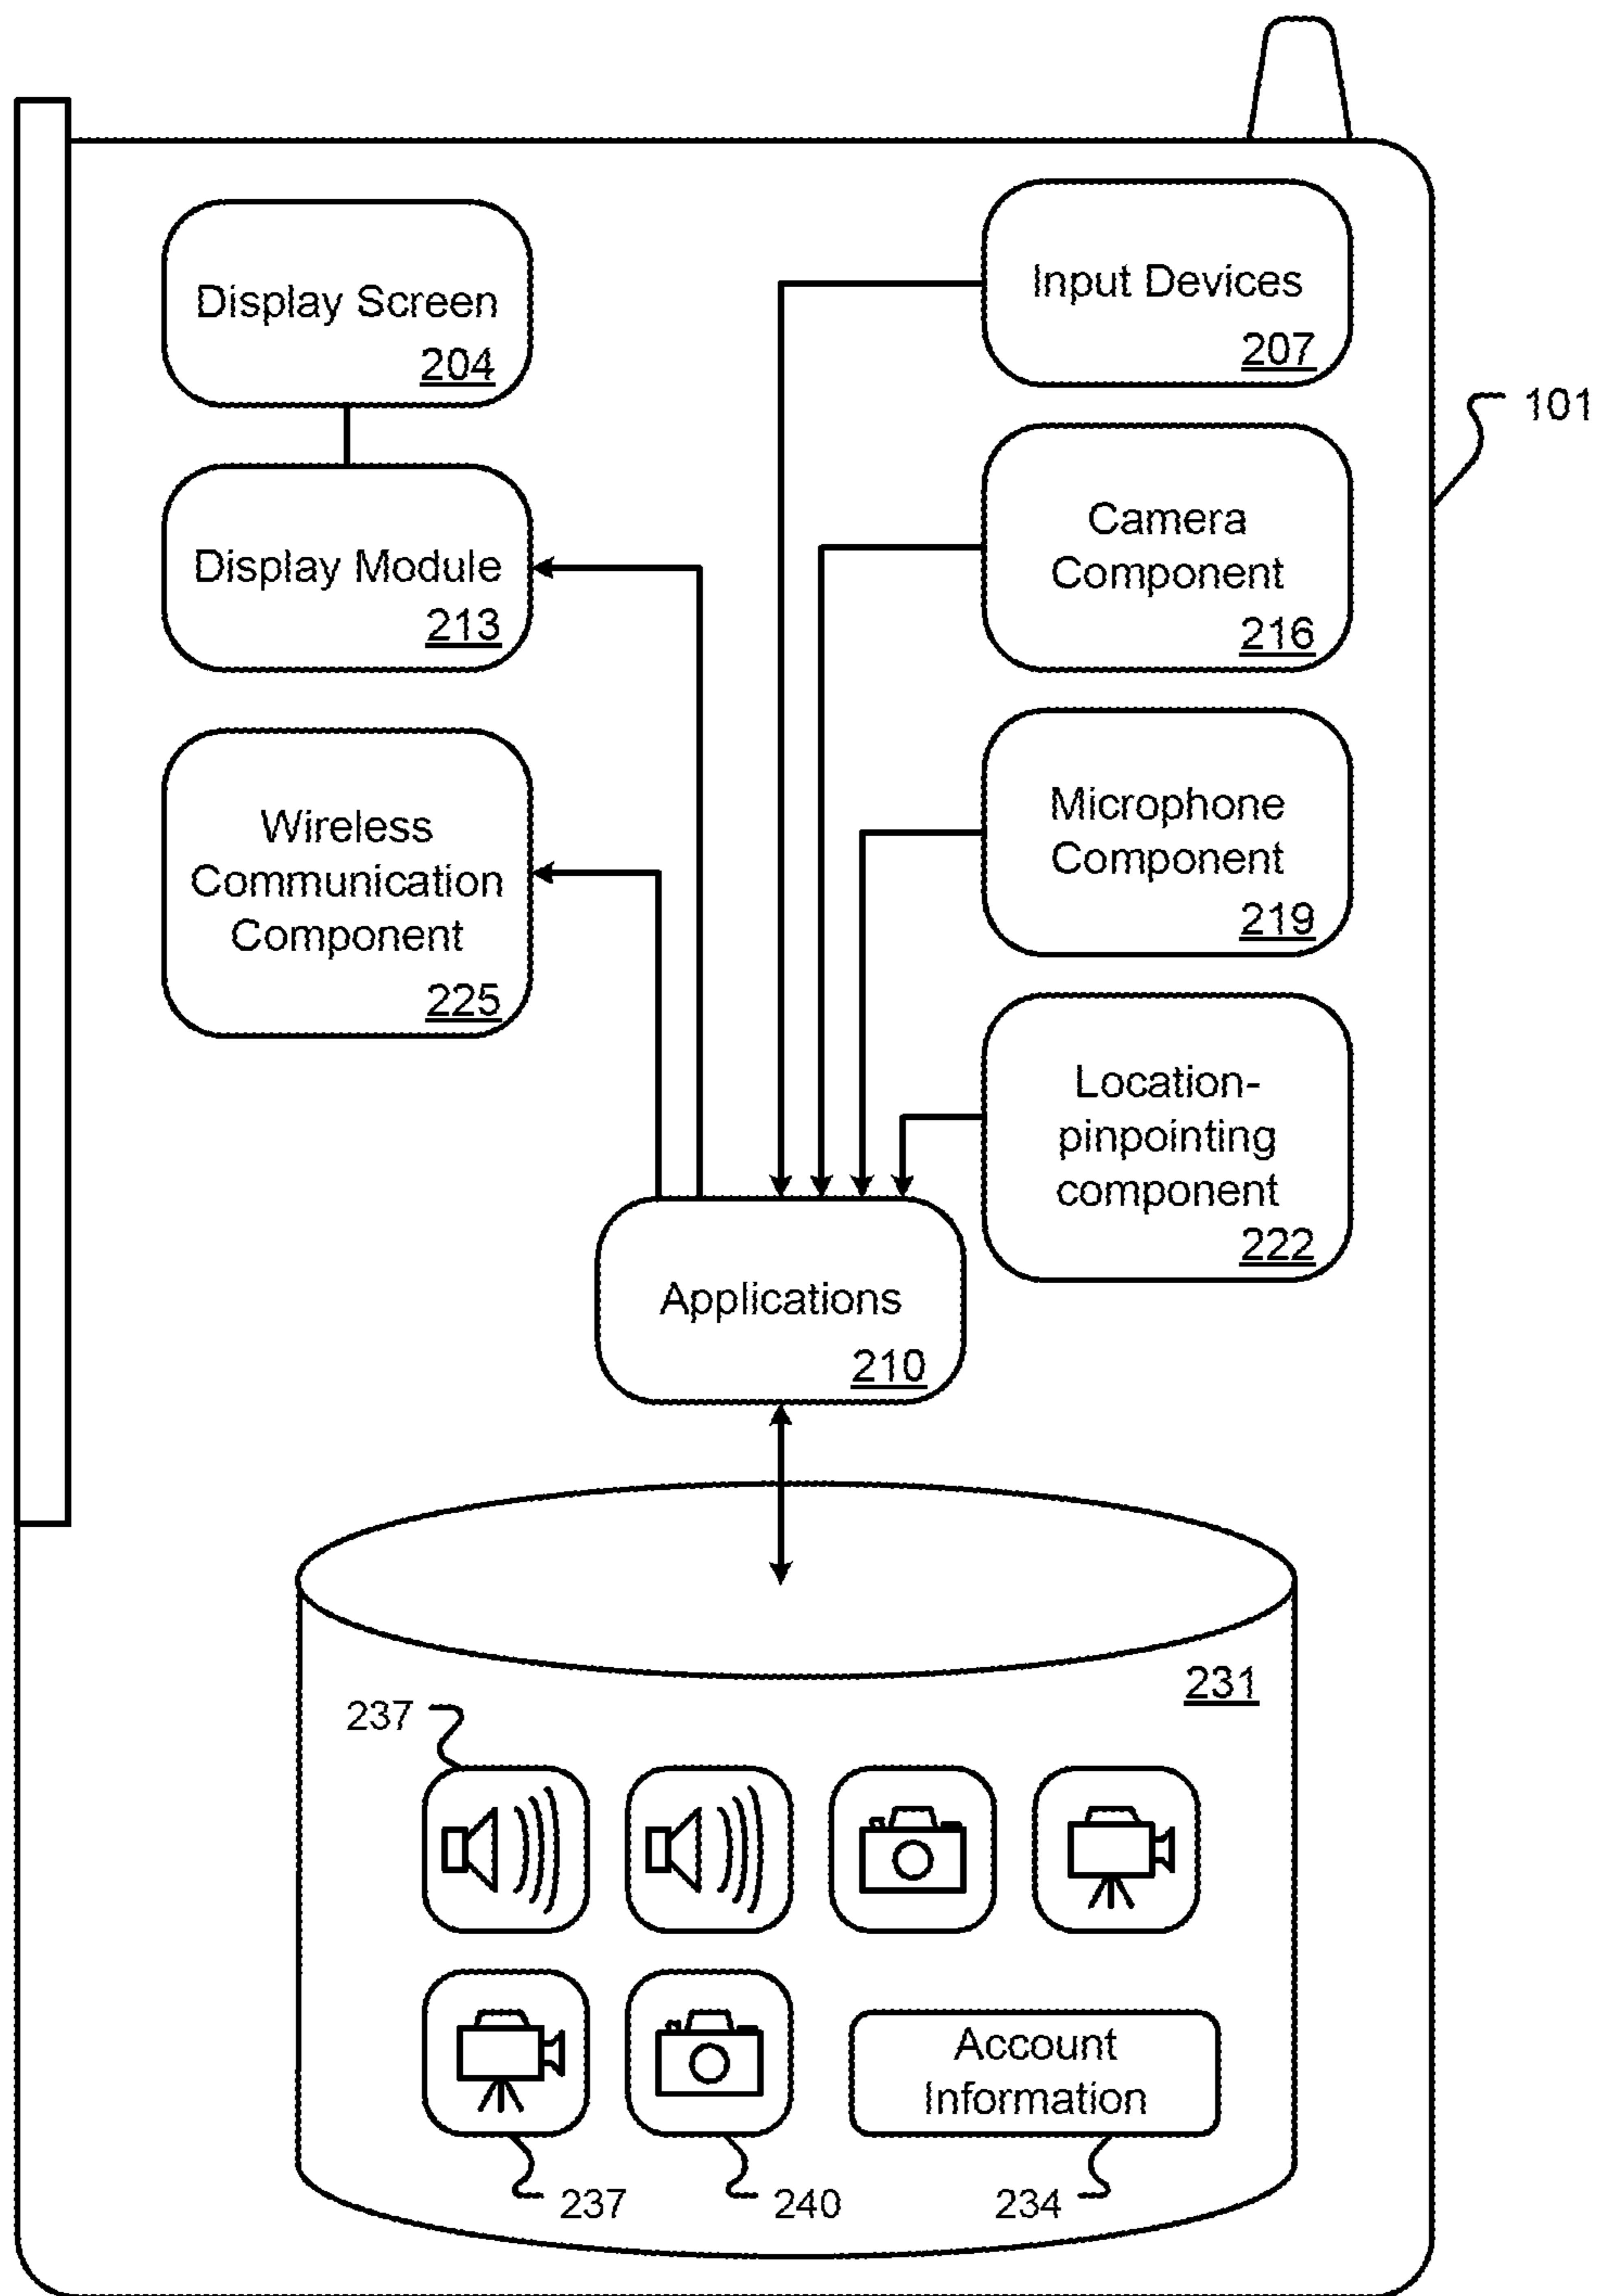 Display Screen
204
Input Devices
207
101
Display Module
213
Camera
Component
216
Wireless
Communication
Component
225
Microphone
Component
219
Location-
pinpointing
component
222
Applications
210
231
237
Account
Information
237
240
234